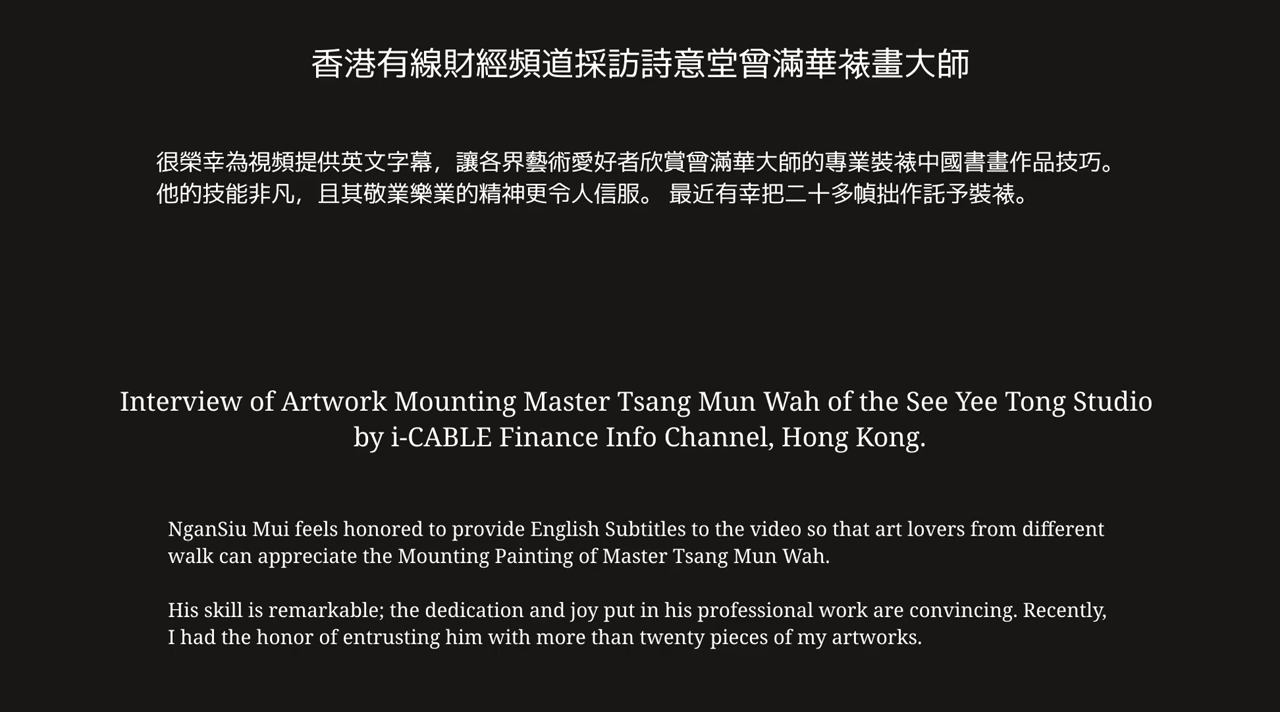 香港有線財經頻道採訪詩意堂曾滿華裱畫大師
很榮幸為視頻提供英文字幕，讓各界藝術愛好者欣賞曾滿華大師的專業裝裱中國書畫作品技巧。
他的技能非凡，且其敬業樂業的精神更令人信服。 最近有幸把二十多幀拙作託予裝裱。
Interview of Artwork Mounting Master Tsang Mun Wah of the See Yee Tong Studio
by i-CABLE Finance Info Channel, Hong Kong.
NganSiu Mui feels honored to provide English Subtitles to the video so that art lovers from different
walk can appreciate the Mounting Painting of Master Tsang Mun Wah.
His skill is remarkable; the dedication and joy put in his professional work are convincing. Recently,
I had the honor of entrusting him with more than twenty pieces of my artworks.